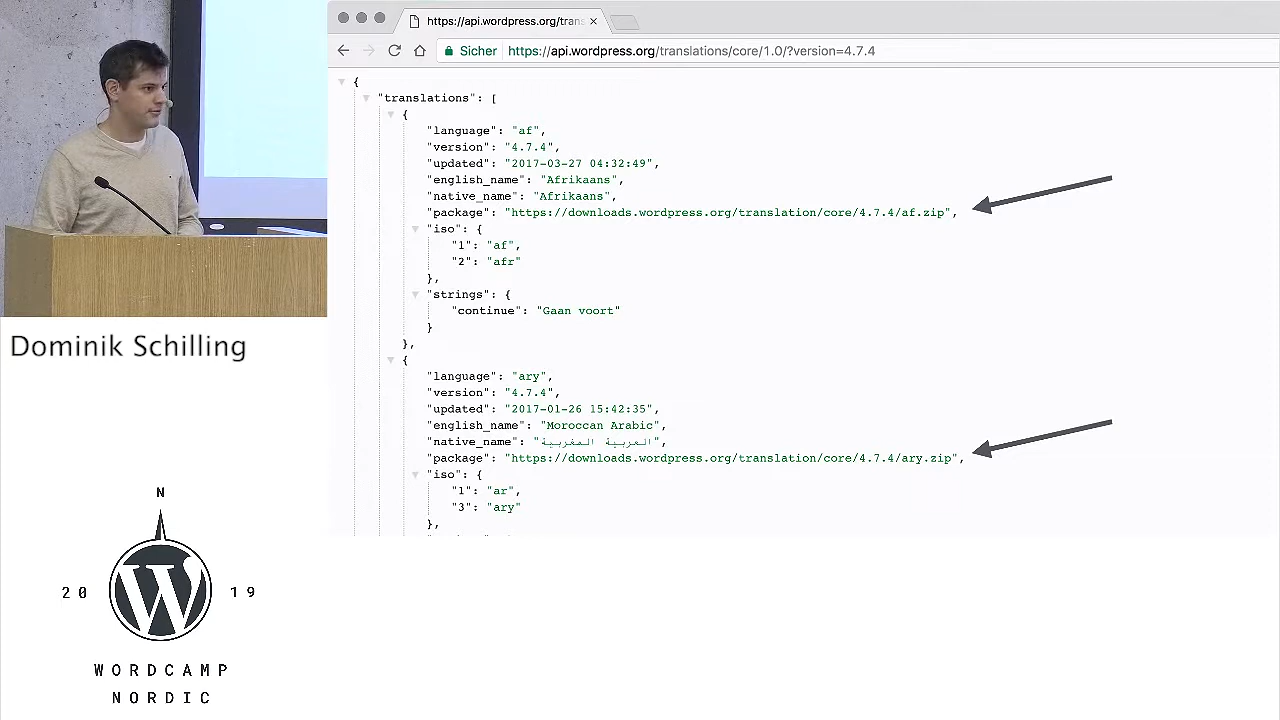 https://api.wordpress.org/trans
Sicher https://api.wordpress.org/translations/core/1.0/?version=4.7.4
{
"translations": [
{
"language": "af",
"version": "4.7.4",
"updated": "2017-03-27 04:32:49",
"english_name": "Afrikaans",
"native_name": "Afrikaans",
"package": "https://downloads.wordpress.org/translation/core/4.7.4/af.zip",
"iso": {
"1": "af",
"2": "afr"
},
"strings": {
"continue": "Gaan voort"
}
},
{
"language": "ary",
"version": "4.7.4",
"updated": "2017-01-26 15:42:35",
"english_name": "Moroccan Arabic",
"native_name": "العربية المغربية",
"package": "https://downloads.wordpress.org/translation/core/4.7.4/ary.zip",
"iso": {
"1": "ar",
"3": "ary"
},
Dominik Schilling
N
2019
W
WORDCAMP
NORDIC